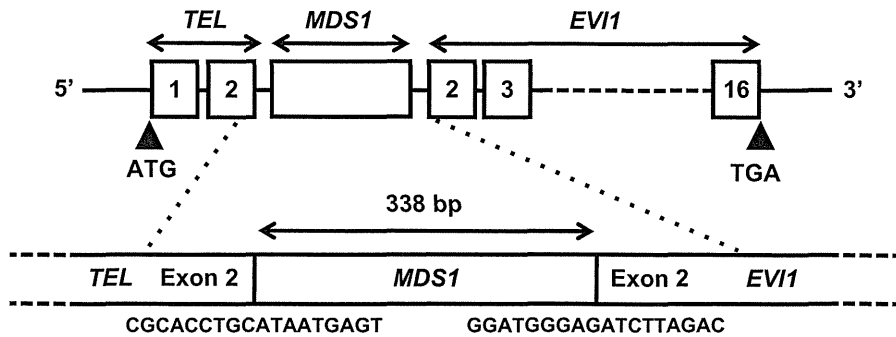 TEL MDS1 EVI1
5’ 1 2 2 3 16 3’
ATG TGA
338 bp
TEL Exon 2 MDS1 Exon 2 EVI1
CGCACCTGCATAATGAGT GGATGGGAGATCTTAGAC